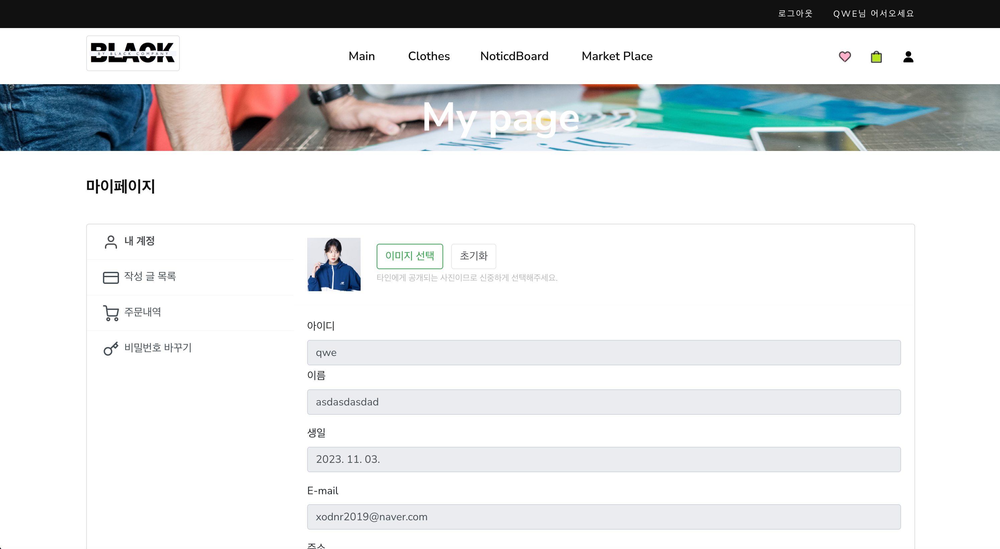 로그아웃 QWE님 어서오세요
BLACK
BY BLACK COMPANY
Main Clothes NoticdBoard Market Place
My page
마이페이지
내 계정
작성 글 목록
주문내역
비밀번호 바꾸기
이미지 선택 초기화
타인에게 공개되는 사진이므로 신중하게 선택해주세요.
아이디
qwe
이름
asdasdasdad
생일
2023. 11. 03.
E-mail
xodnr2019@naver.com
주소